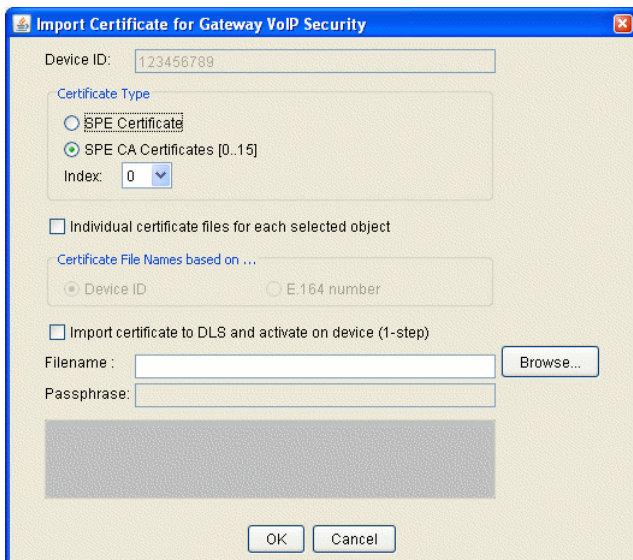 Import Certificate for Gateway VoIP Security
Device ID: 123456789
Certificate Type
SPE Certificate
SPE CA Certificates [0..15]
Index: 0
Individual certificate files for each selected object
Certificate File Names based on ...
Device ID E.164 number
Import certificate to DLS and activate on device (1-step)
Filename : Browse...
Passphrase:
OK Cancel